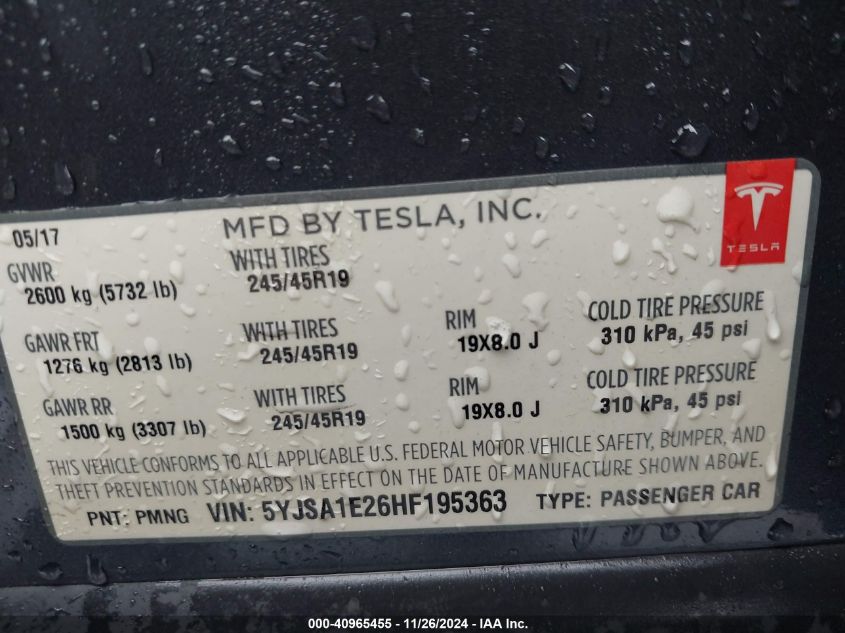 05/17 MFD BY TESLA, INC.
TESLA
GVWR WITH TIRES
2600 kg (5732 lb) 245/45R19
GAWR FRT WITH TIRES RIM COLD TIRE PRESSURE
1276 kg (2813 lb) 245/45R19 19X8.0 J 310 kPa, 45 psi
GAWR RR WITH TIRES RIM COLD TIRE PRESSURE
1500 kg (3307 lb) 245/45R19 19X8.0 J 310 kPa, 45 psi
THIS VEHICLE CONFORMS TO ALL APPLICABLE U.S. FEDERAL MOTOR VEHICLE SAFETY, BUMPER, AND
THEFT PREVENTION STANDARDS IN EFFECT ON THE DATE OF MANUFACTURE SHOWN ABOVE.
PNT: PMNG VIN: 5YJSA1E26HF195363 TYPE: PASSENGER CAR
000-40965455 - 11/26/2024 - IAA Inc.